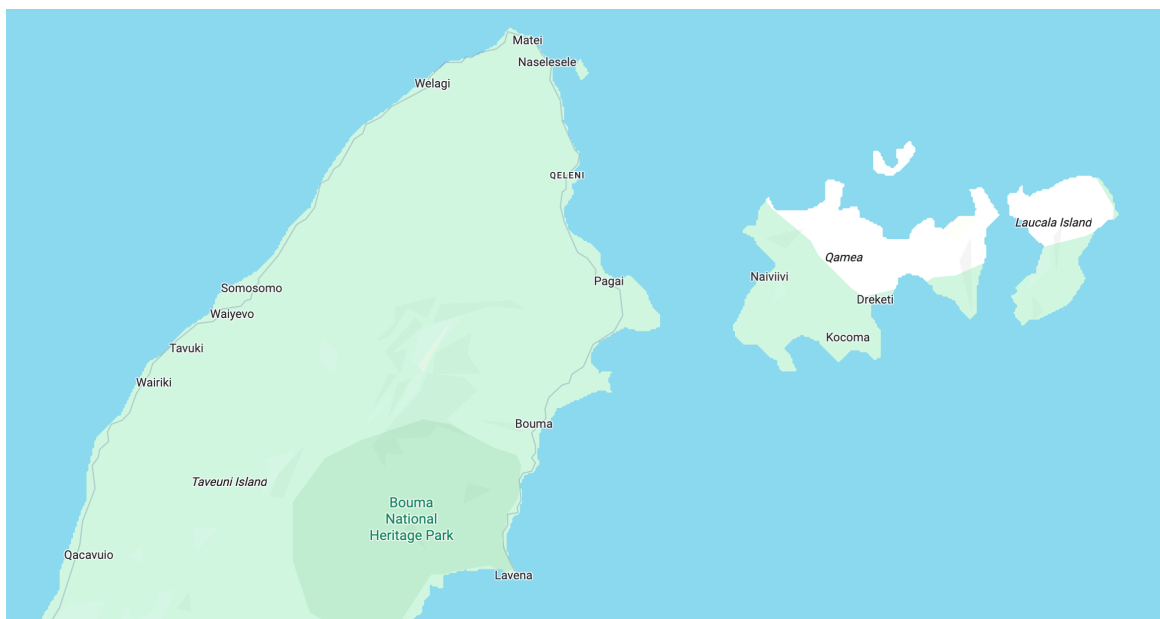 Matei
Naselesele
Welagi
QELENI
Laucala Island
Qamea
Naiviivi
Pagai
Somosomo
Dreketi
Waiyevo
Kocoma
Tavuki
Wairiki
Bouma
Taveuni Island
Bouma
National
Heritage Park
Qacavuio
Lavena